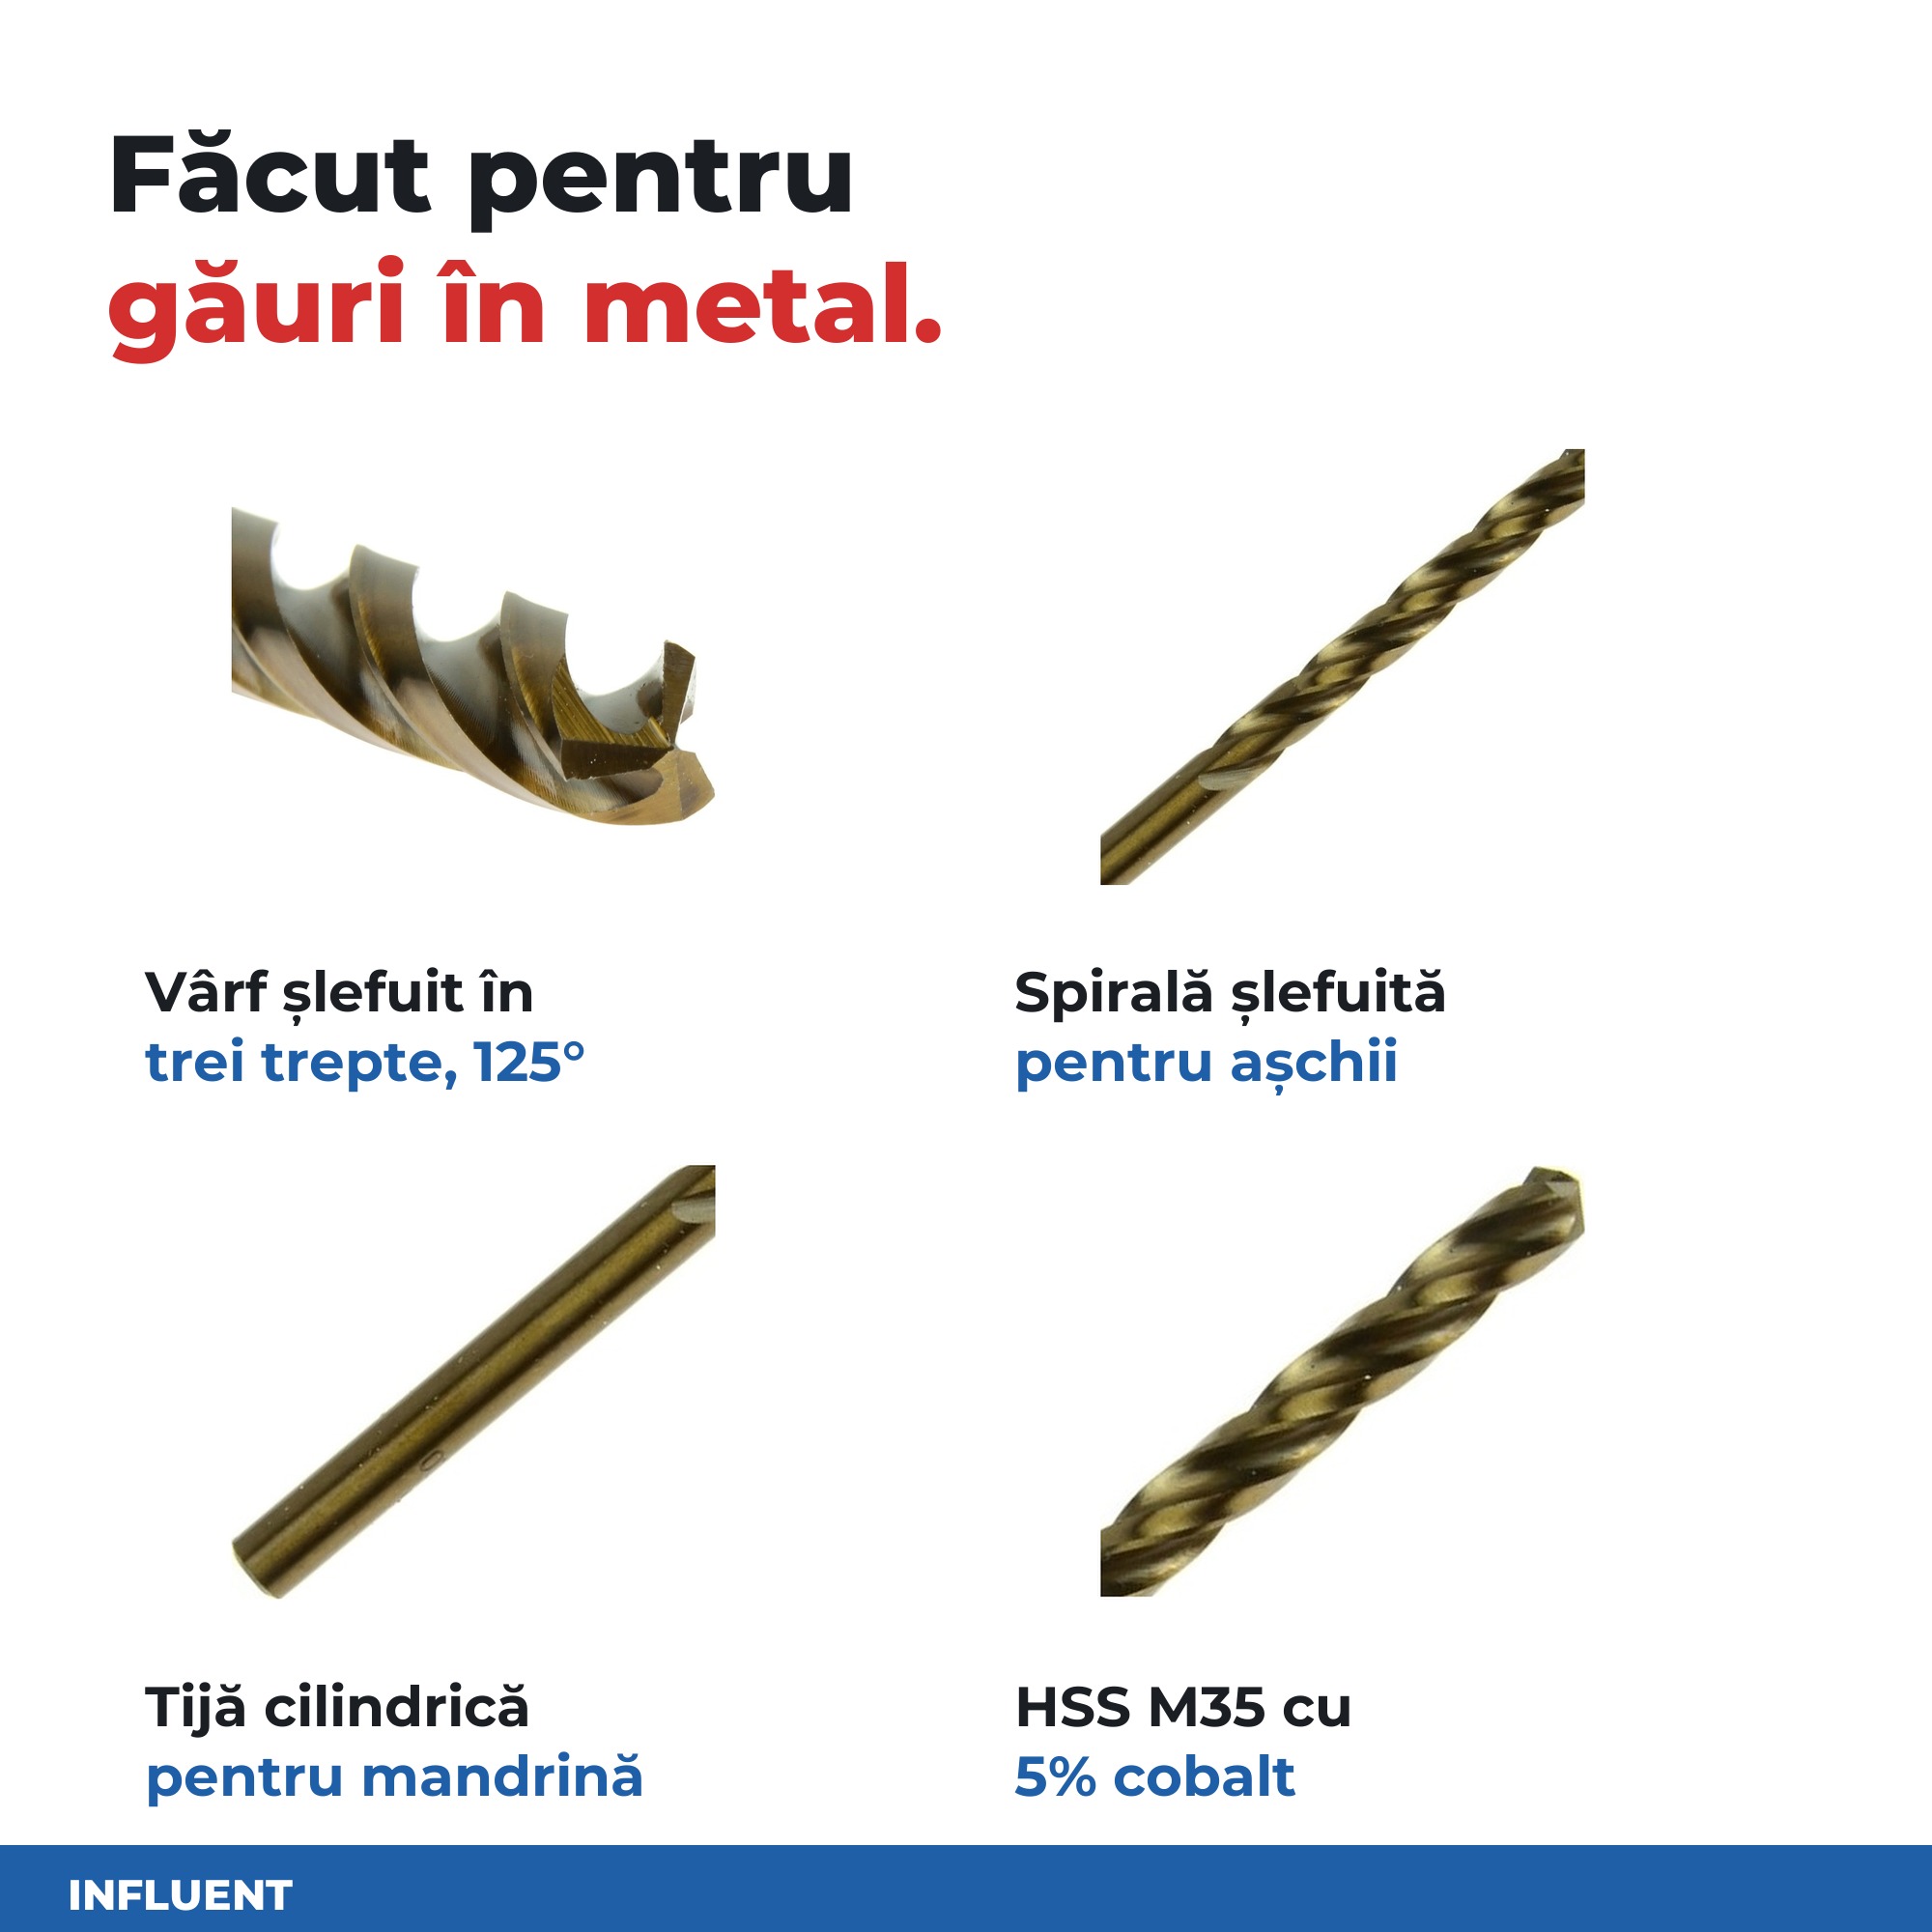 Făcut pentru
găuri în metal.
Vârf șlefuit în
trei trepte, 125°
Spirală șlefuită
pentru așchii
Tijă cilindrică
pentru mandrină
HSS M35 cu
5% cobalt
INFLUENT